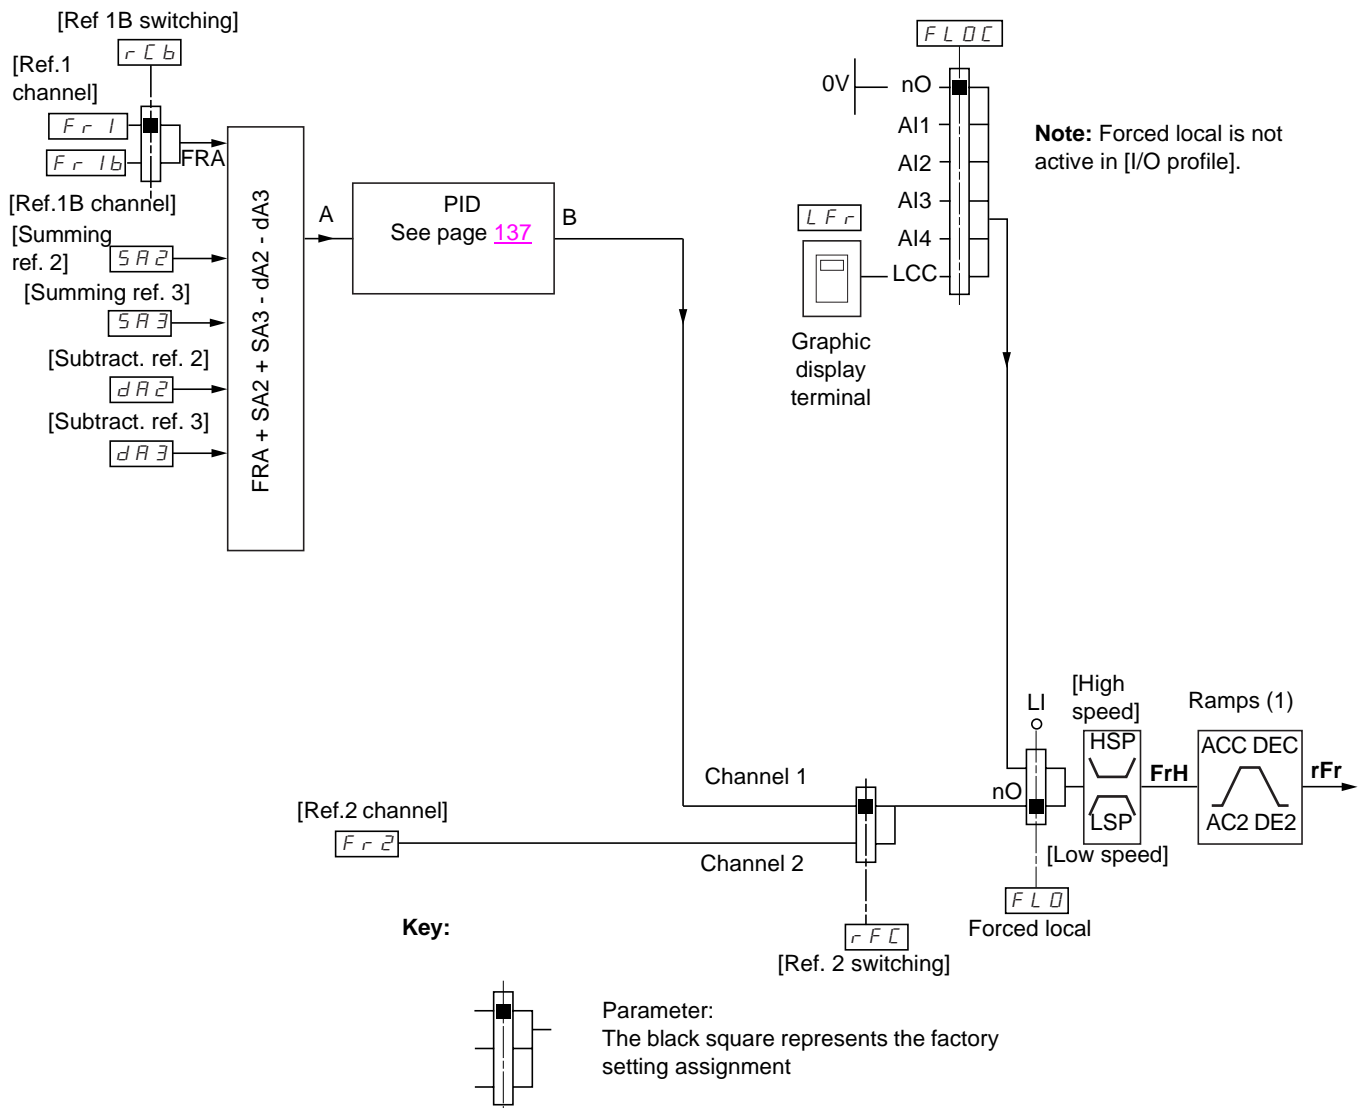 [Ref 1B switching]
rCb
[Ref.1
channel]
Fr1
Fr1b
FRA
[Ref.1B channel]
[Summing
ref. 2]
SA2
[Summing ref. 3]
SA3
[Subtract. ref. 2]
dA2
[Subtract. ref. 3]
dA3
FRA + SA2 + SA3 - dA2 - dA3
A
PID
See page 137
B
FLOC
0V
nO
AI1
AI2
AI3
AI4
LCC
LFr
Graphic
display
terminal
Note: Forced local is not
active in [I/O profile].
Channel 1
[Ref.2 channel]
Fr2
Channel 2
rFC
[Ref. 2 switching]
nO
LI
FLO
Forced local
[High
speed]
HSP
LSP
[Low speed]
FrH
Ramps (1)
ACC DEC
AC2 DE2
rFr
Key:
Parameter:
The black square represents the factory
setting assignment